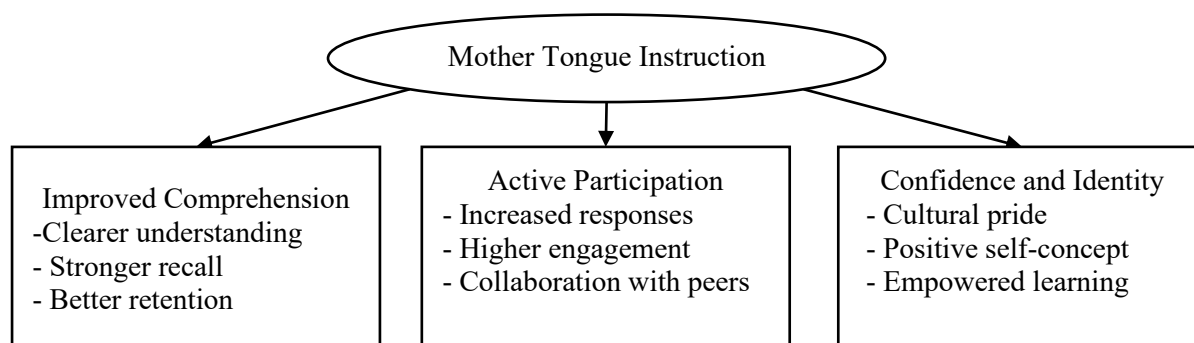 Mother Tongue Instruction
Improved Comprehension
-Clearer understanding
- Stronger recall
- Better retention
Active Participation
- Increased responses
- Higher engagement
- Collaboration with peers
Confidence and Identity
- Cultural pride
- Positive self-concept
- Empowered learning